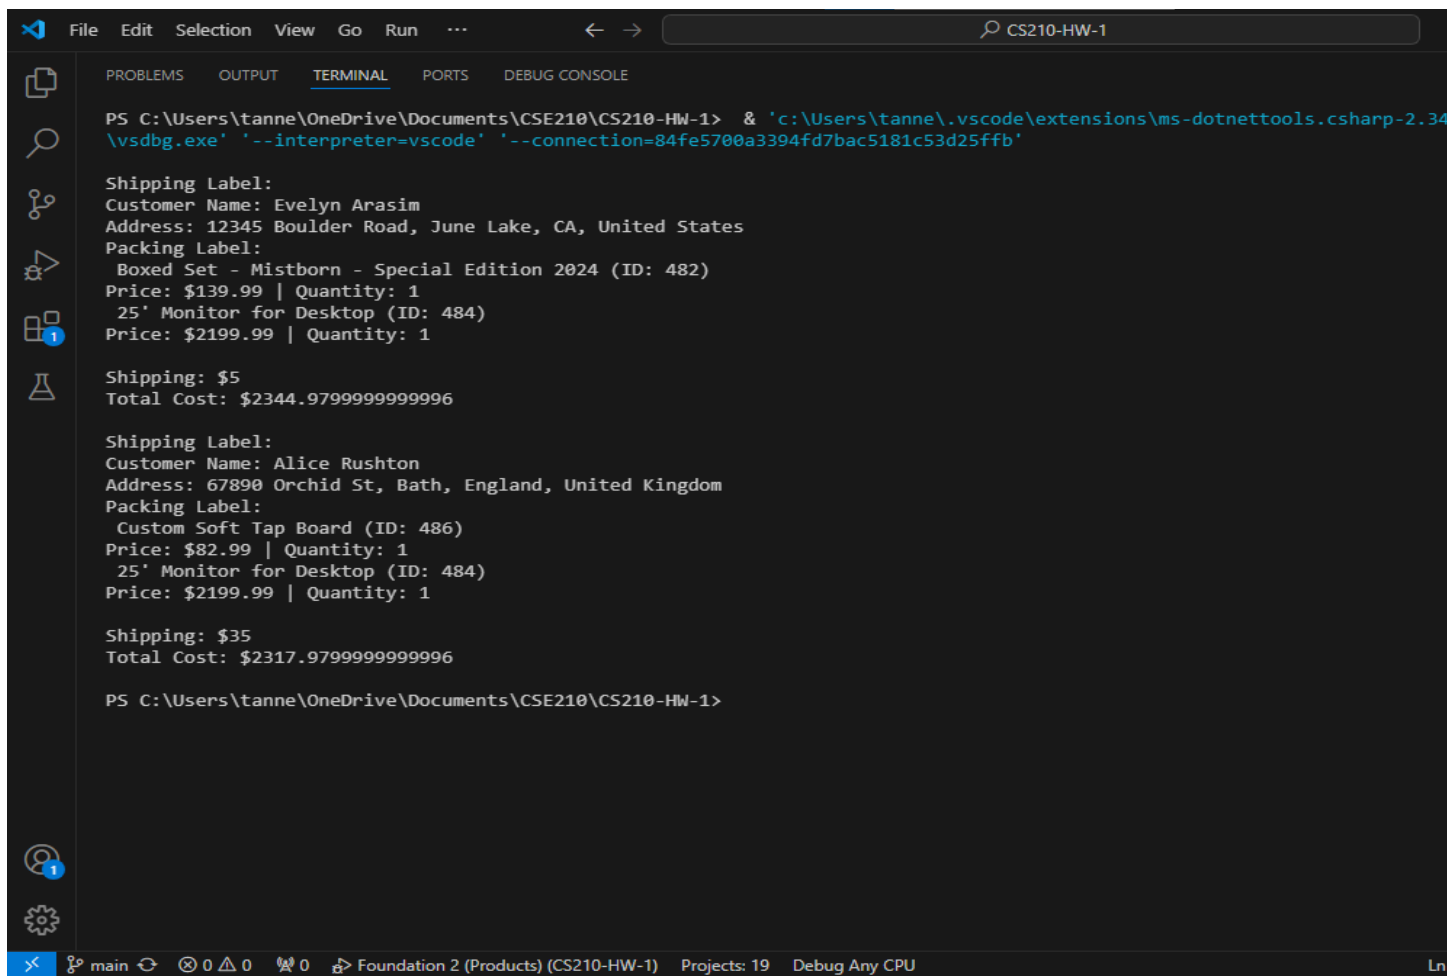 File Edit Selection View Go Run ··· ← → CS210-HW-1
PROBLEMS OUTPUT TERMINAL PORTS DEBUG CONSOLE
PS C:\Users\tanne\OneDrive\Documents\CSE210\CS210-HW-1>  & 'c:\Users\tanne\.vscode\extensions\ms-dotnettools.csharp-2.34
\vsdbg.exe' '--interpreter=vscode' '--connection=84fe5700a3394fd7bac5181c53d25ffb'
Shipping Label:
Customer Name: Evelyn Arasim
Address: 12345 Boulder Road, June Lake, CA, United States
Packing Label:
Boxed Set - Mistborn - Special Edition 2024 (ID: 482)
Price: $139.99 | Quantity: 1
25' Monitor for Desktop (ID: 484)
Price: $2199.99 | Quantity: 1
Shipping: $5
Total Cost: $2344.9799999999996
Shipping Label:
Customer Name: Alice Rushton
Address: 67890 Orchid St, Bath, England, United Kingdom
Packing Label:
Custom Soft Tap Board (ID: 486)
Price: $82.99 | Quantity: 1
25' Monitor for Desktop (ID: 484)
Price: $2199.99 | Quantity: 1
Shipping: $35
Total Cost: $2317.9799999999996
PS C:\Users\tanne\OneDrive\Documents\CSE210\CS210-HW-1>
1
1
main 0 0 0 Foundation 2 (Products) (CS210-HW-1) Projects: 19 Debug Any CPU Ln